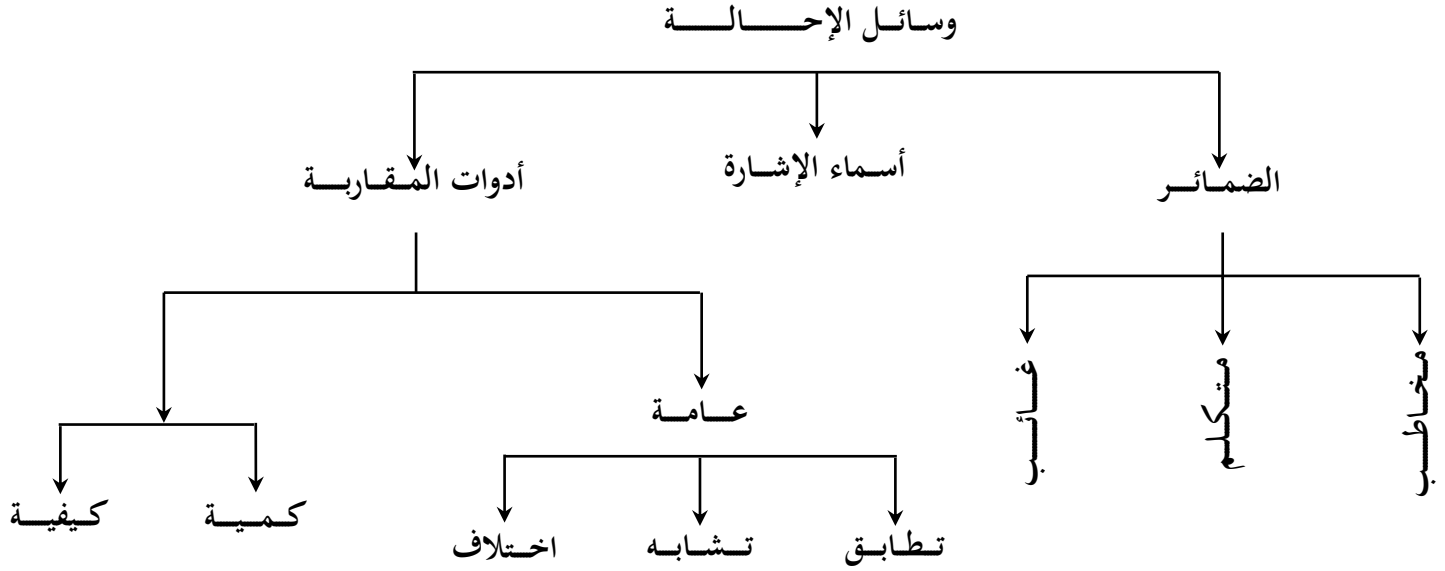 وسائل الإحالة
الضمائر
أسماء الإشارة
أدوات المقاربة
مخاطب
متكلم
غائب
عامة
تطابق
تشابه
اختلاف
كمية
كيفية